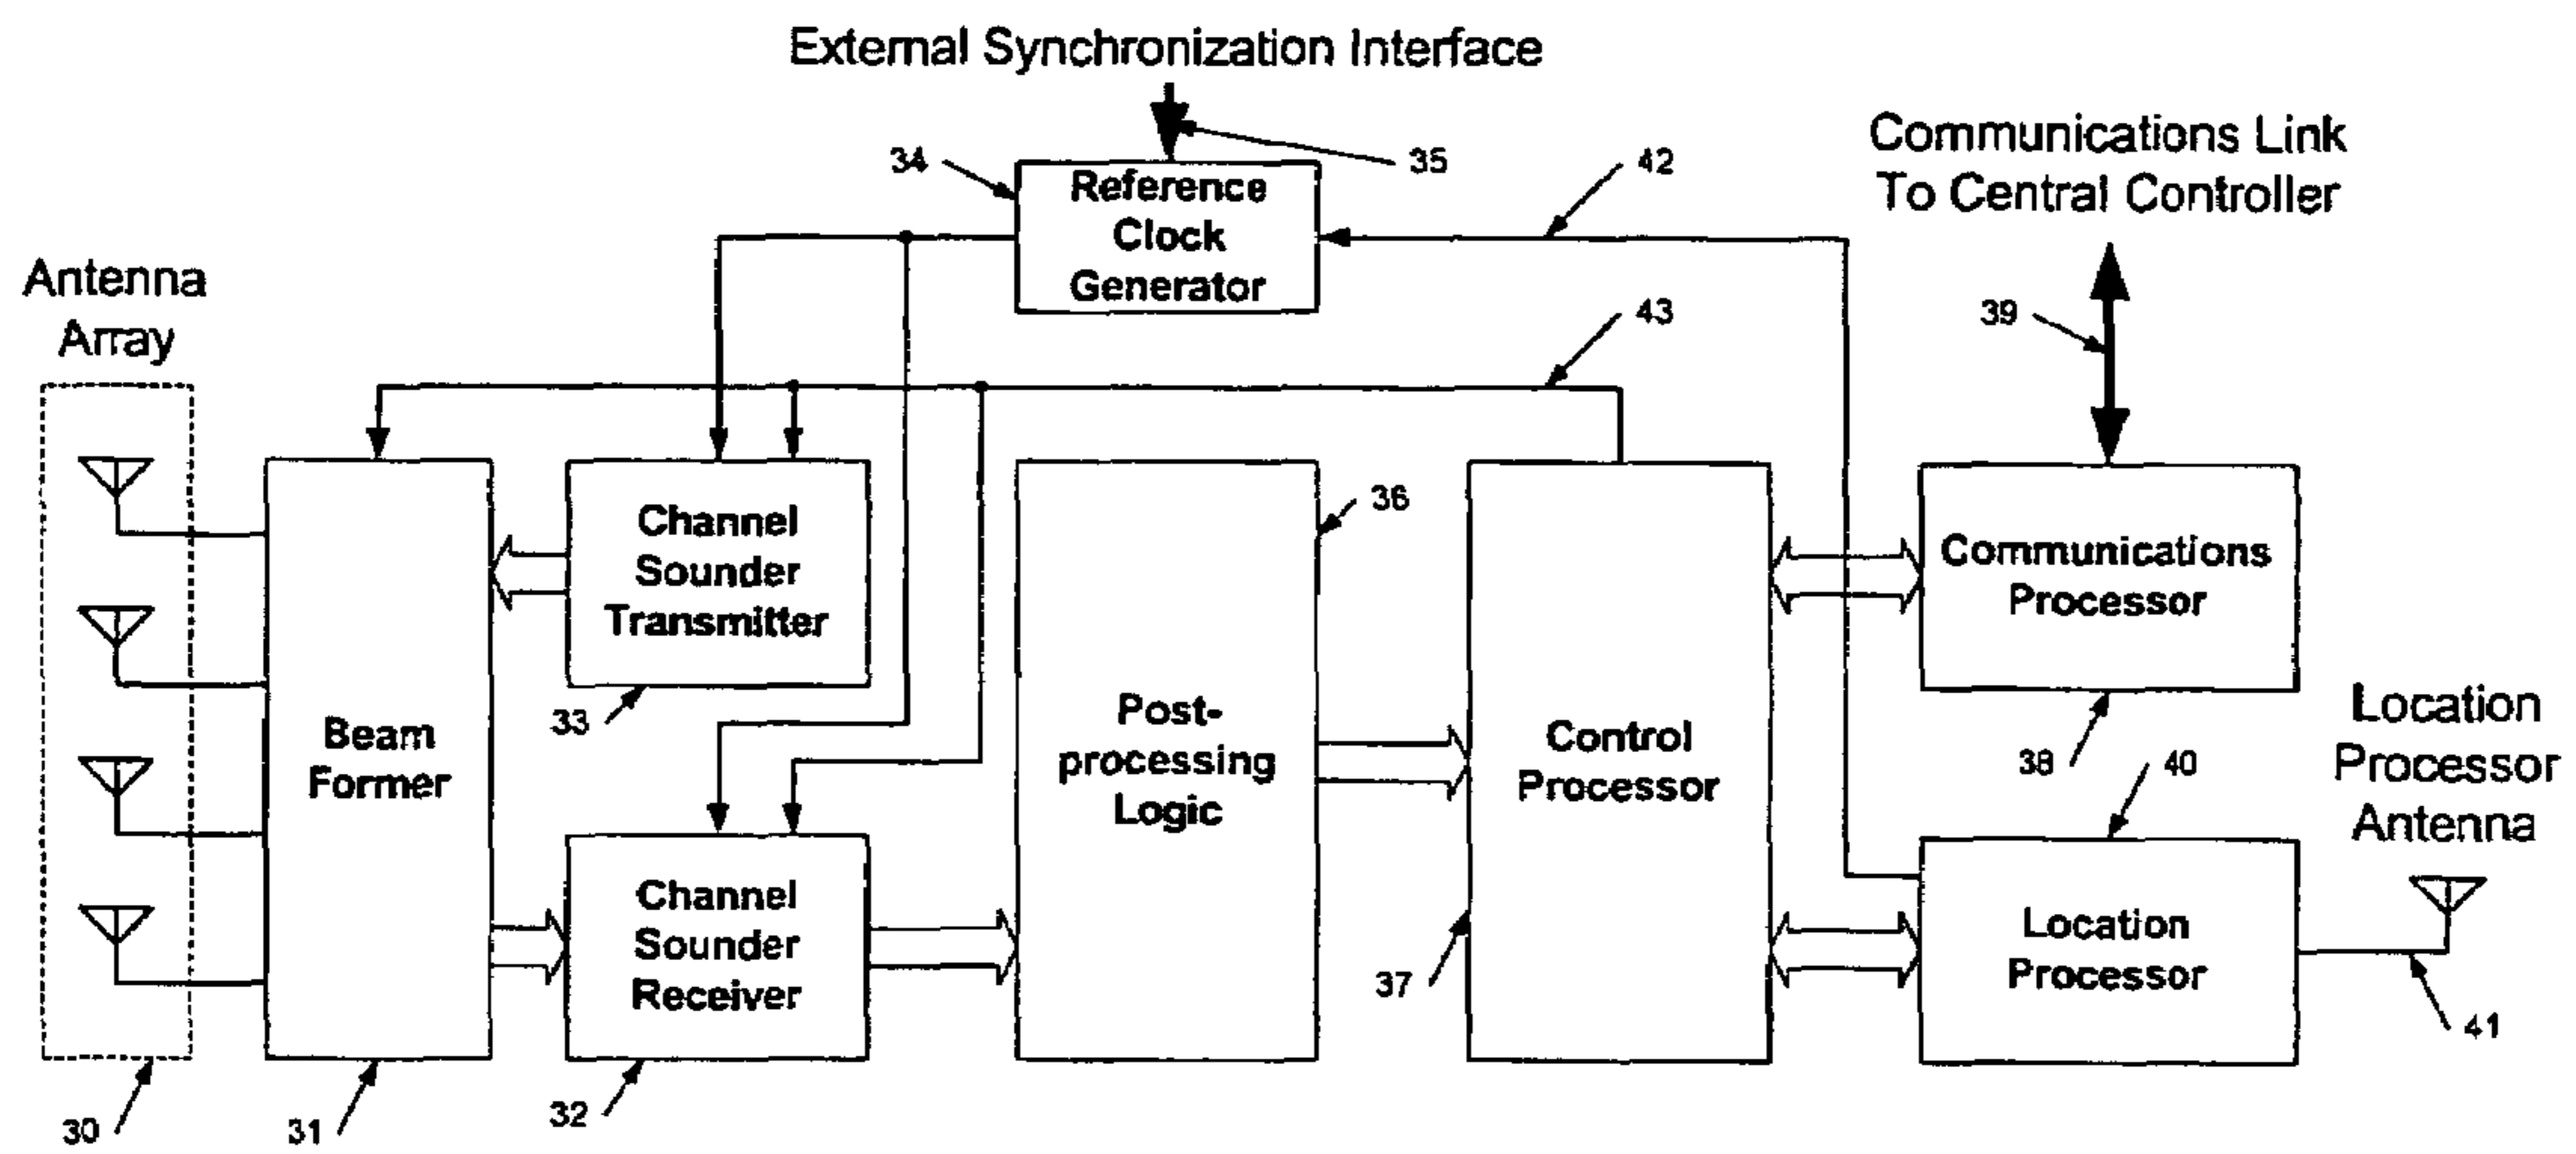 External Synchronization Interface
34
35
42
Communications Link
To Central Controller
Reference
Clock
Generator
Antenna
Array
43
39
Channel
Sounder
Transmitter
36
Communications
Processor
33
Beam
Former
Post-
processing
Logic
Control
Processor
38
40
Location
Processor
Antenna
Channel
Sounder
Receiver
37
Location
Processor
41
30
31
32